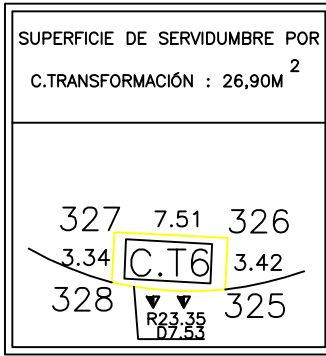 SUPERFICIE DE SERVIDUMBRE POR
C.TRANSFORMACIÓN : 26,90M 2
327 7.51 326
3.34 C.T6 3.42
328 325
R23.35
D7.53